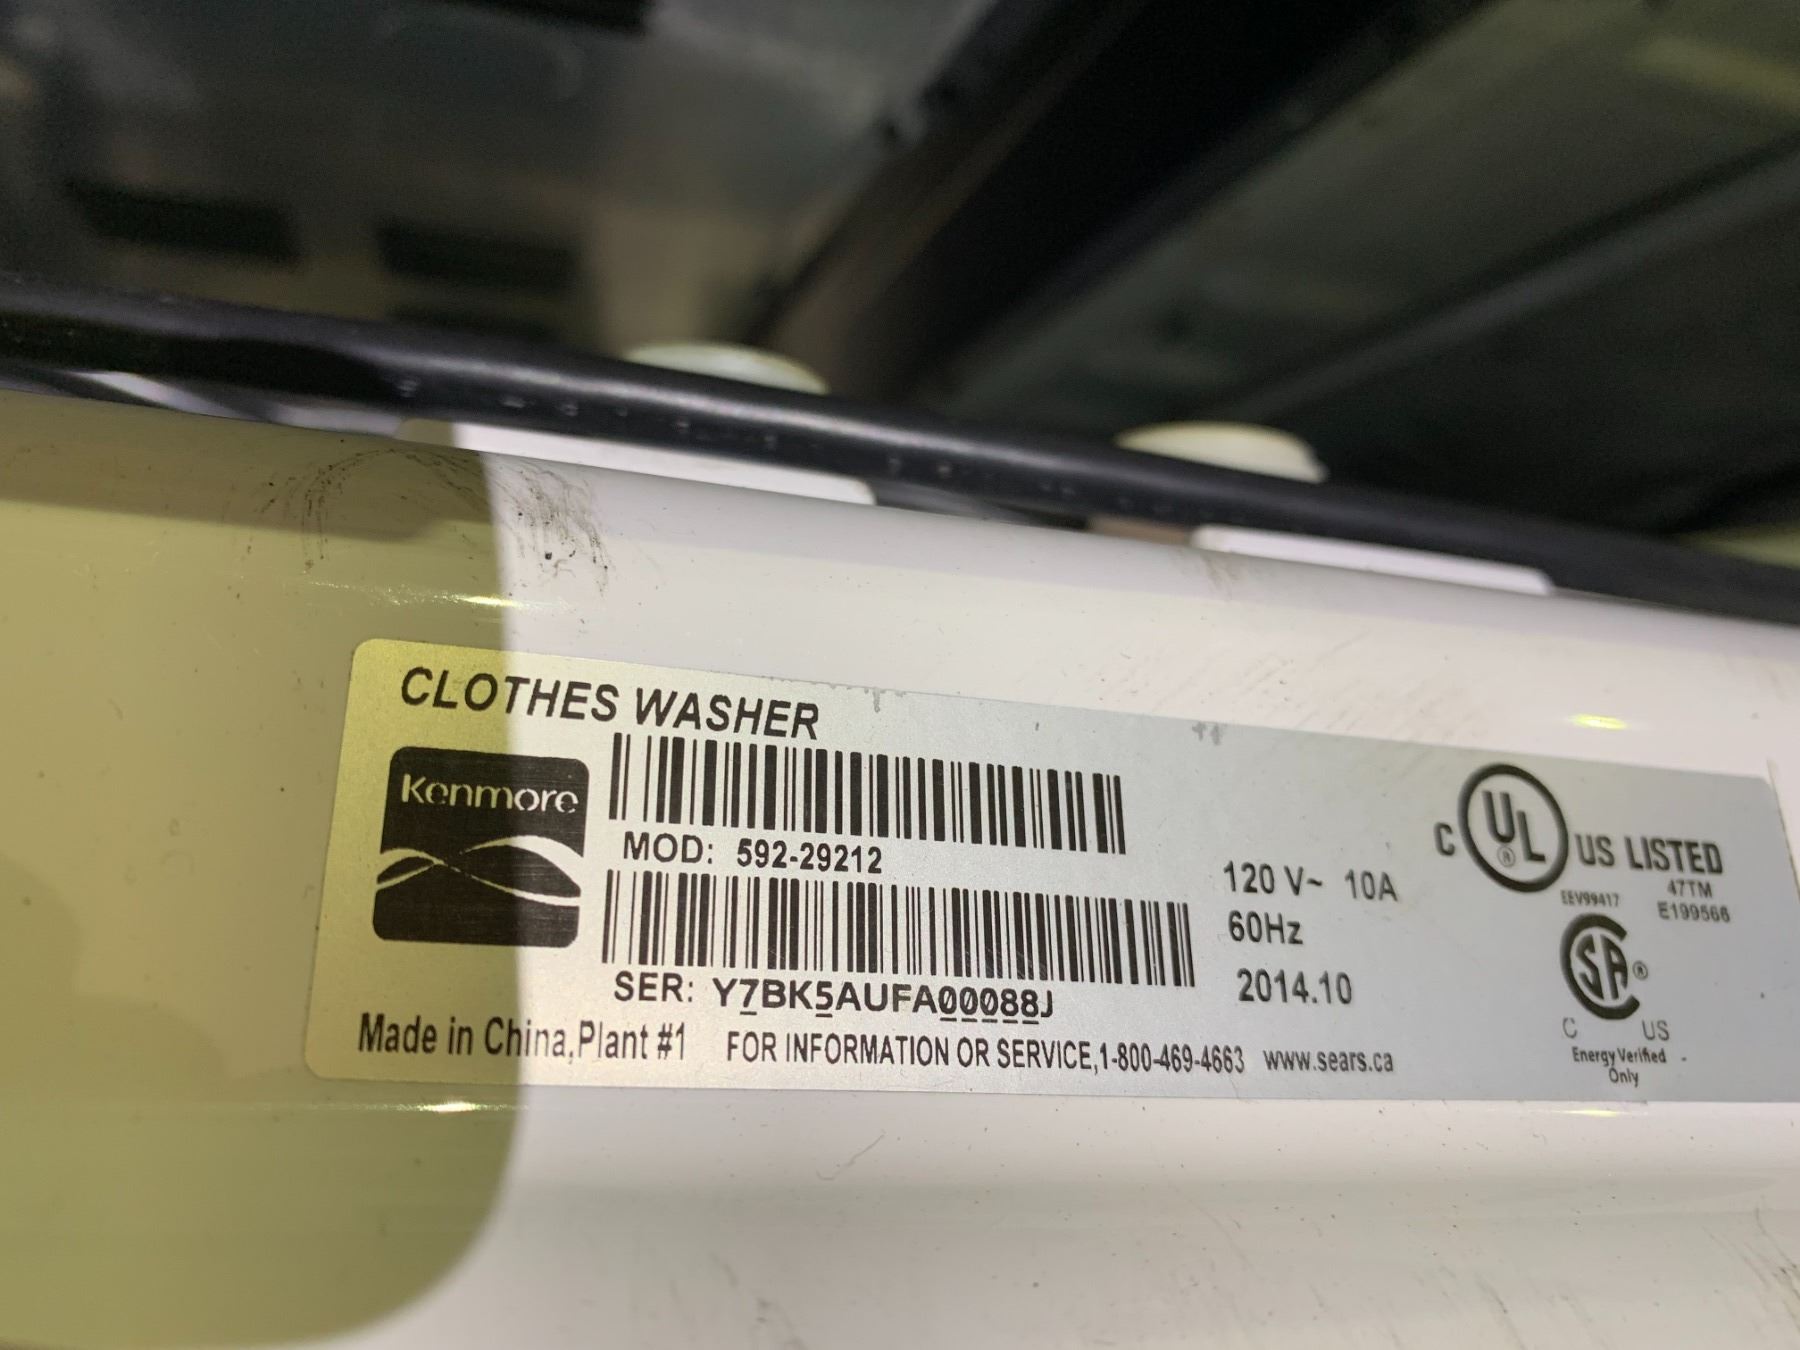 CLOTHES WASHER
Kenmore
MOD: 592-29212
SER: Y7BK5AUFA00088J
Made in China,Plant #1
FOR INFORMATION OR SERVICE,1-800-469-4663 www.sears.ca
120 V~ 10A
60Hz
2014.10
C UL ® US LISTED
EEV99417
47TM
E199566
SA ®
C US
Energy Verified
Only